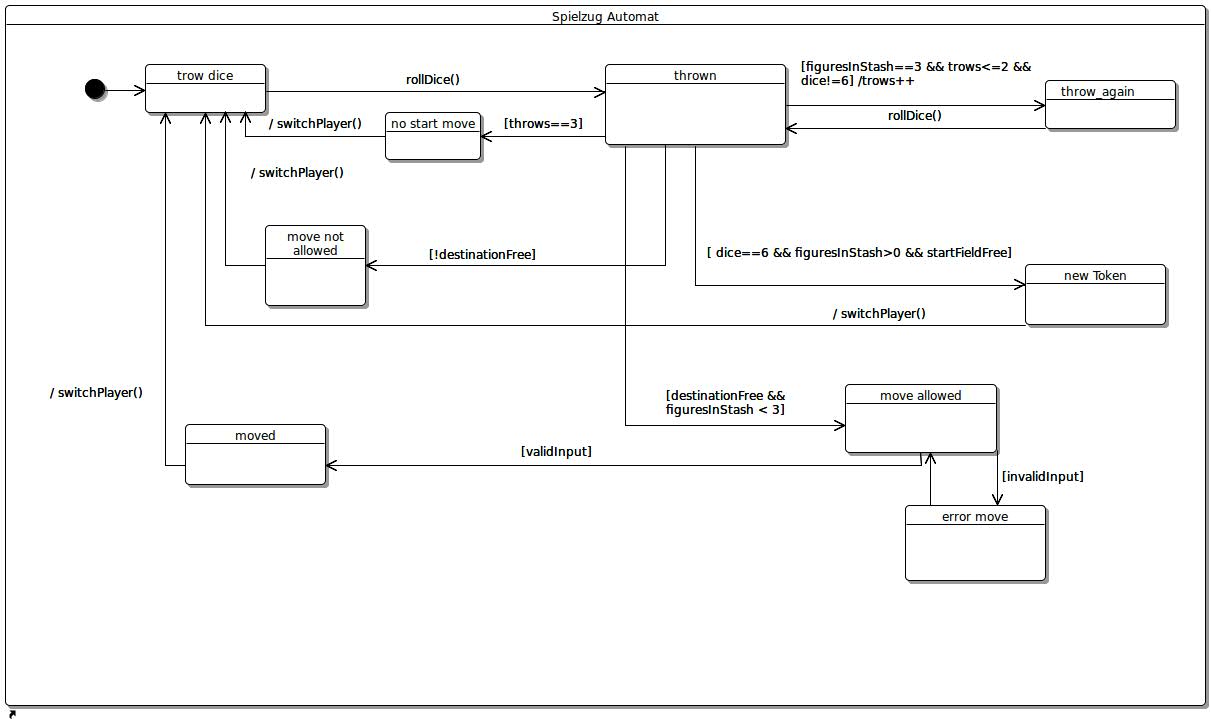 Spielzug Automat
trow dice
rollDice()
thrown
[figuresInStash==3 && trows<=2 &&
dice!=6] /trows++
throw_again
rollDice()
/ switchPlayer()
no start move
[throws==3]
/ switchPlayer()
move not
allowed
[!destinationFree]
[ dice==6 && figuresInStash>0 && startFieldFree]
new Token
/ switchPlayer()
/ switchPlayer()
[destinationFree &&
figuresInStash < 3]
move allowed
moved
[validInput]
[invalidInput]
error move